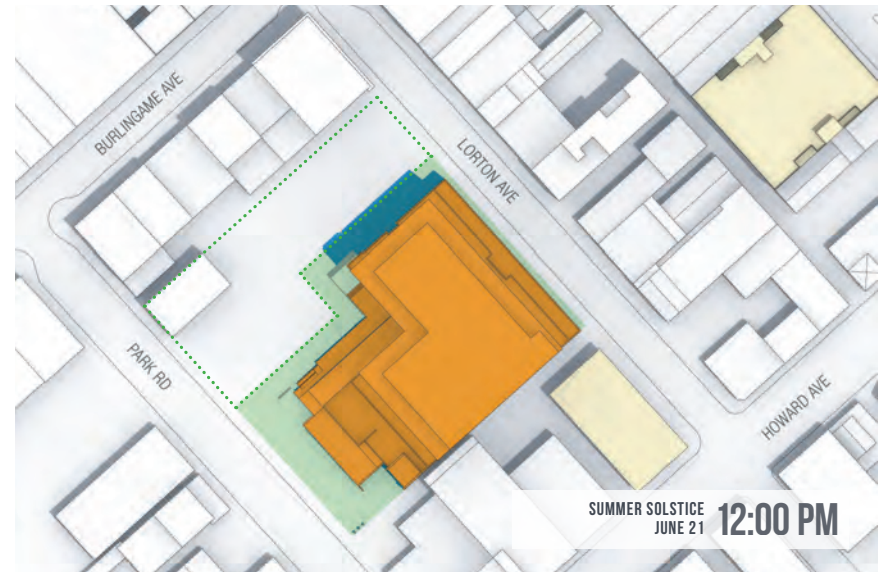 BURLINGAME AVE
LORTON AVE
PARK RD
HOWARD AVE
SUMMER SOLSTICE
JUNE 21
12:00 PM